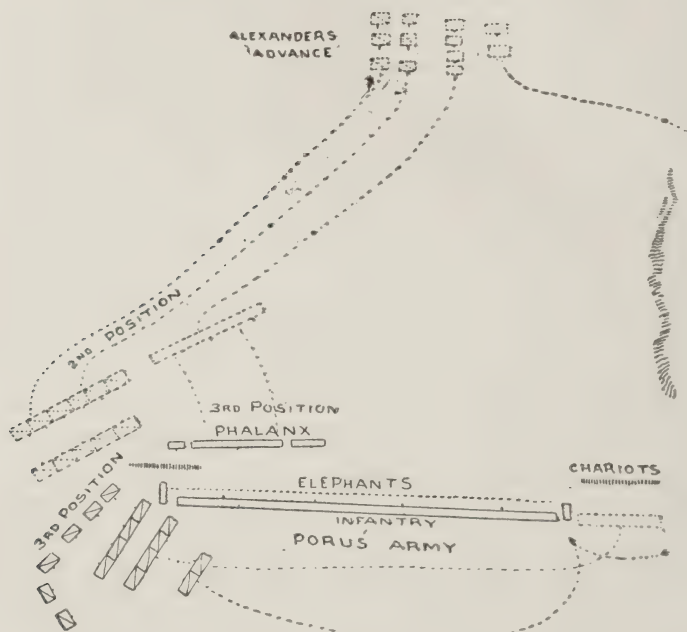 ALEXANDERS
'ADVANCE'
2ND POSITION
3RD POSITION
PHALANX
3RD POSITION
ELEPHANTS
CHARIOTS
INFANTRY
PORUS ARMY